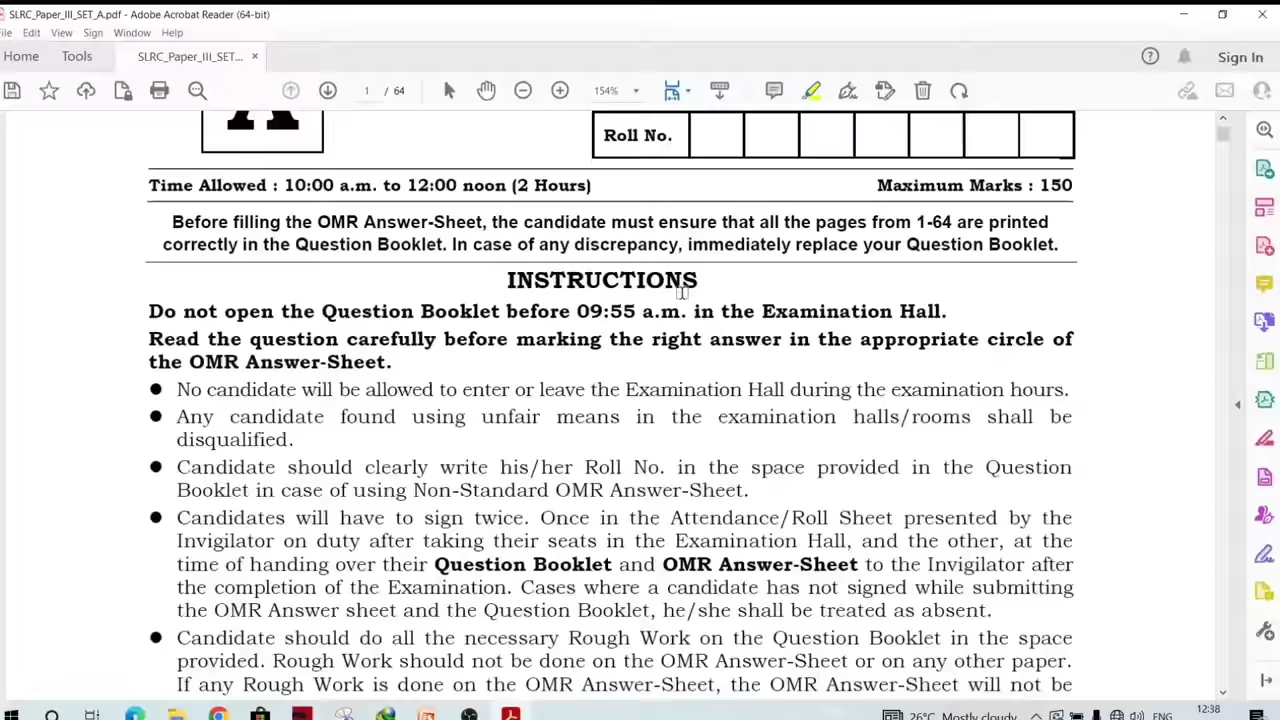 SLRC_Paper_III_SET_A.pdf - Adobe Acrobat Reader (64-bit)
File Edit View Sign Window Help
Home Tools SLRC_Paper_III_SET... × Sign In
1 / 64 154%
A
Roll No.
Time Allowed : 10:00 a.m. to 12:00 noon (2 Hours) Maximum Marks : 150
Before filling the OMR Answer-Sheet, the candidate must ensure that all the pages from 1-64 are printed
correctly in the Question Booklet. In case of any discrepancy, immediately replace your Question Booklet.
INSTRUCTIONS
Do not open the Question Booklet before 09:55 a.m. in the Examination Hall.
Read the question carefully before marking the right answer in the appropriate circle of
the OMR Answer-Sheet.
● No candidate will be allowed to enter or leave the Examination Hall during the examination hours.
● Any candidate found using unfair means in the examination halls/rooms shall be
disqualified.
● Candidate should clearly write his/her Roll No. in the space provided in the Question
Booklet in case of using Non-Standard OMR Answer-Sheet.
● Candidates will have to sign twice. Once in the Attendance/Roll Sheet presented by the
Invigilator on duty after taking their seats in the Examination Hall, and the other, at the
time of handing over their Question Booklet and OMR Answer-Sheet to the Invigilator after
the completion of the Examination. Cases where a candidate has not signed while submitting
the OMR Answer sheet and the Question Booklet, he/she shall be treated as absent.
● Candidate should do all the necessary Rough Work on the Question Booklet in the space
provided. Rough Work should not be done on the OMR Answer-Sheet or on any other paper.
If any Rough Work is done on the OMR Answer-Sheet, the OMR Answer-Sheet will not be
26°C Mostly cloudy ENG 12:38